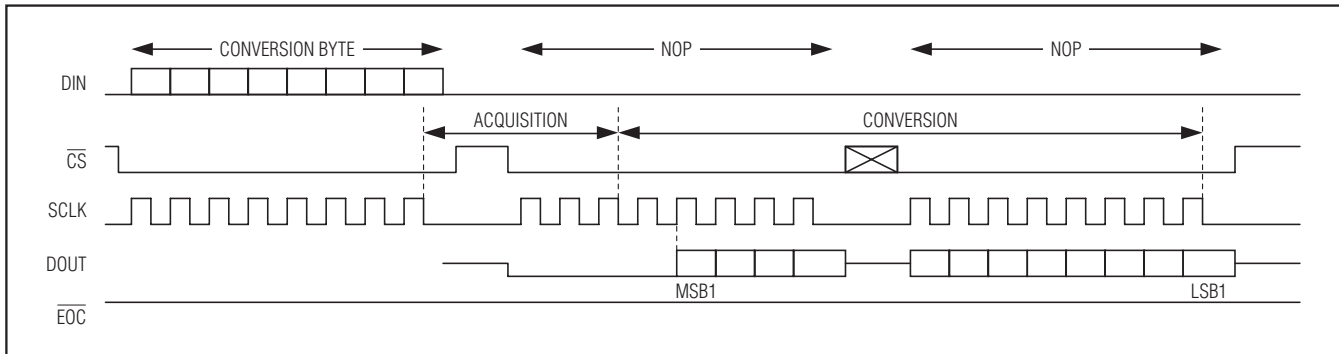 CONVERSION BYTE NOP NOP
DIN
ACQUISITION CONVERSION
CS
SCLK
DOUT
MSB1 LSB1
EOC